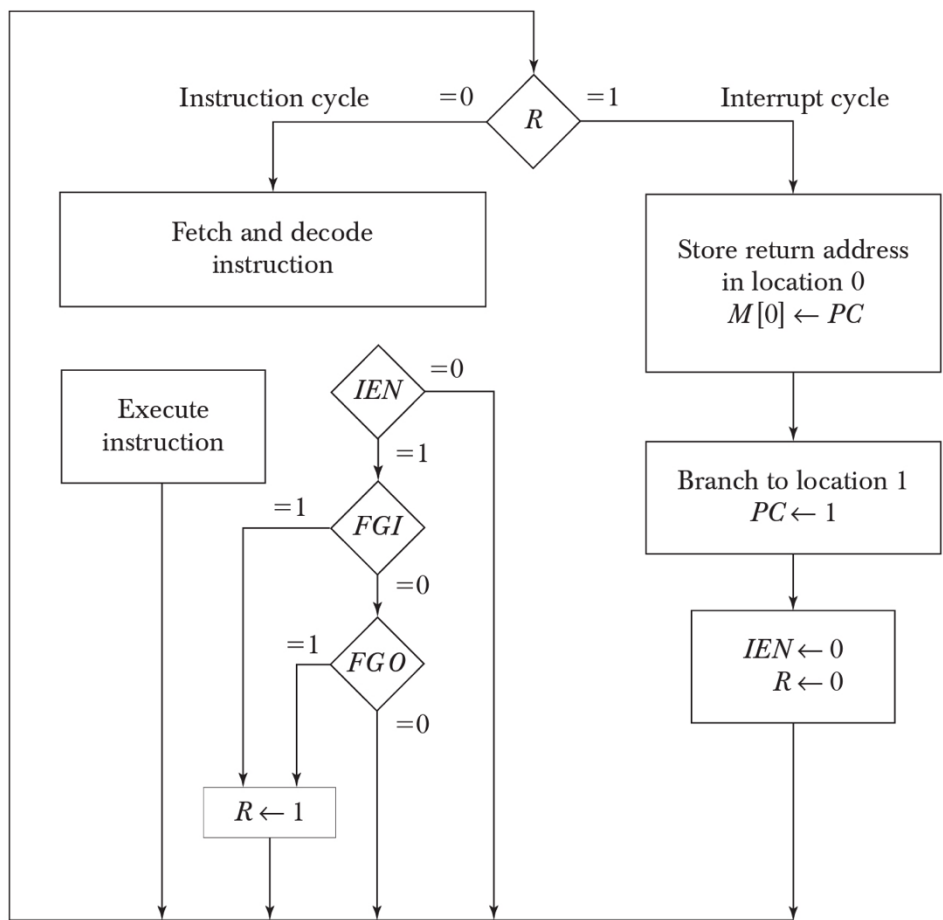 Instruction cycle
=0
R
=1
Interrupt cycle
Fetch and decode
instruction
Store return address
in location 0
M[0] ← PC
Execute
instruction
IEN
=0
=1
FGI
=1
=0
FGO
=1
=0
R ← 1
Branch to location 1
PC ← 1
IEN ← 0
R ← 0